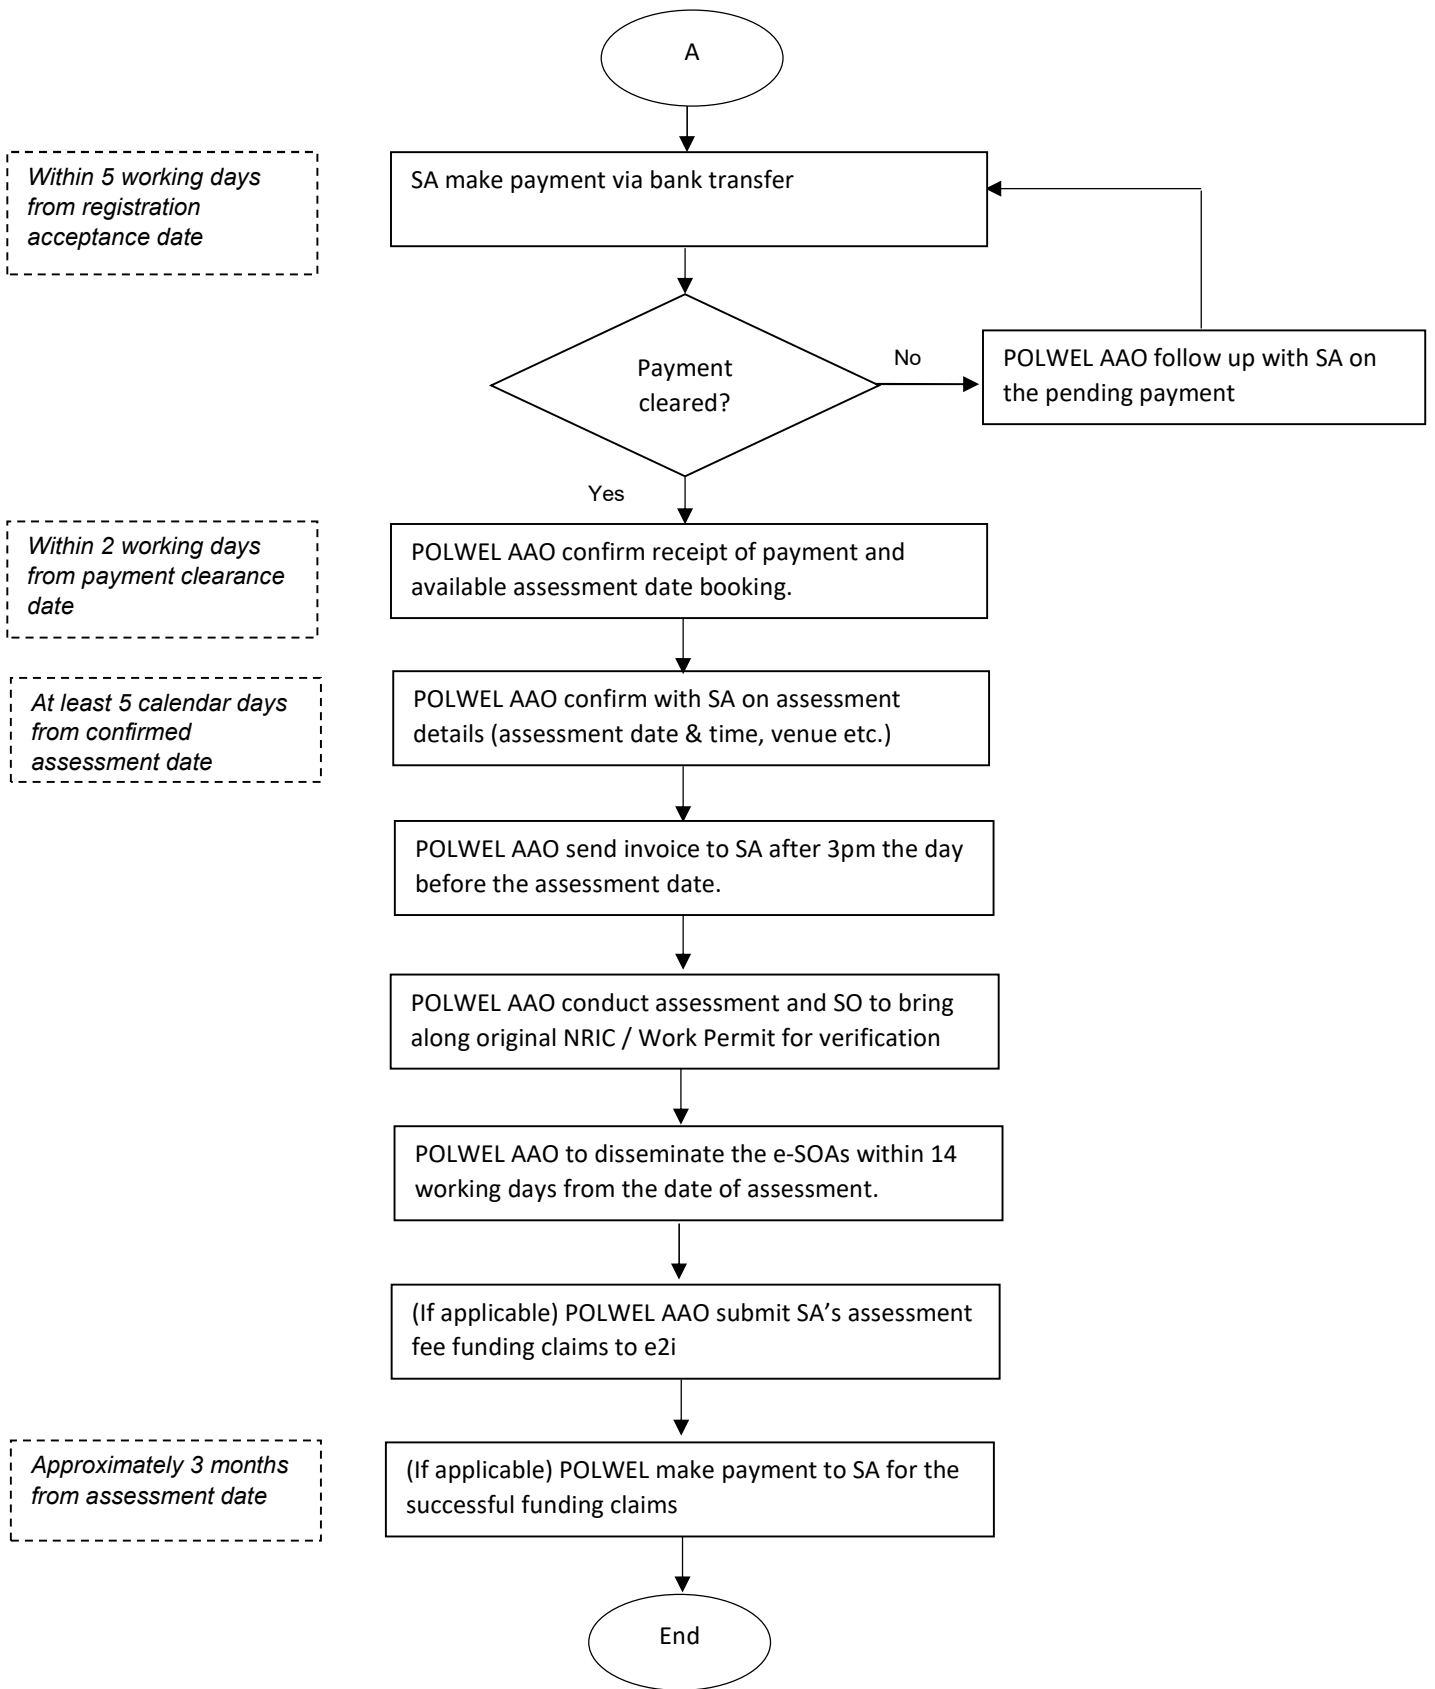 A
Within 5 working days
from registration
acceptance date
SA make payment via bank transfer
Payment
cleared?
No
POLWEL AAO follow up with SA on
the pending payment
Yes
Within 2 working days
from payment clearance
date
POLWEL AAO confirm receipt of payment and
available assessment date booking.
At least 5 calendar days
from confirmed
assessment date
POLWEL AAO confirm with SA on assessment
details (assessment date & time, venue etc.)
POLWEL AAO send invoice to SA after 3pm the day
before the assessment date.
POLWEL AAO conduct assessment and SO to bring
along original NRIC / Work Permit for verification
POLWEL AAO to disseminate the e-SOAs within 14
working days from the date of assessment.
(If applicable) POLWEL AAO submit SA’s assessment
fee funding claims to e2i
Approximately 3 months
from assessment date
(If applicable) POLWEL make payment to SA for the
successful funding claims
End